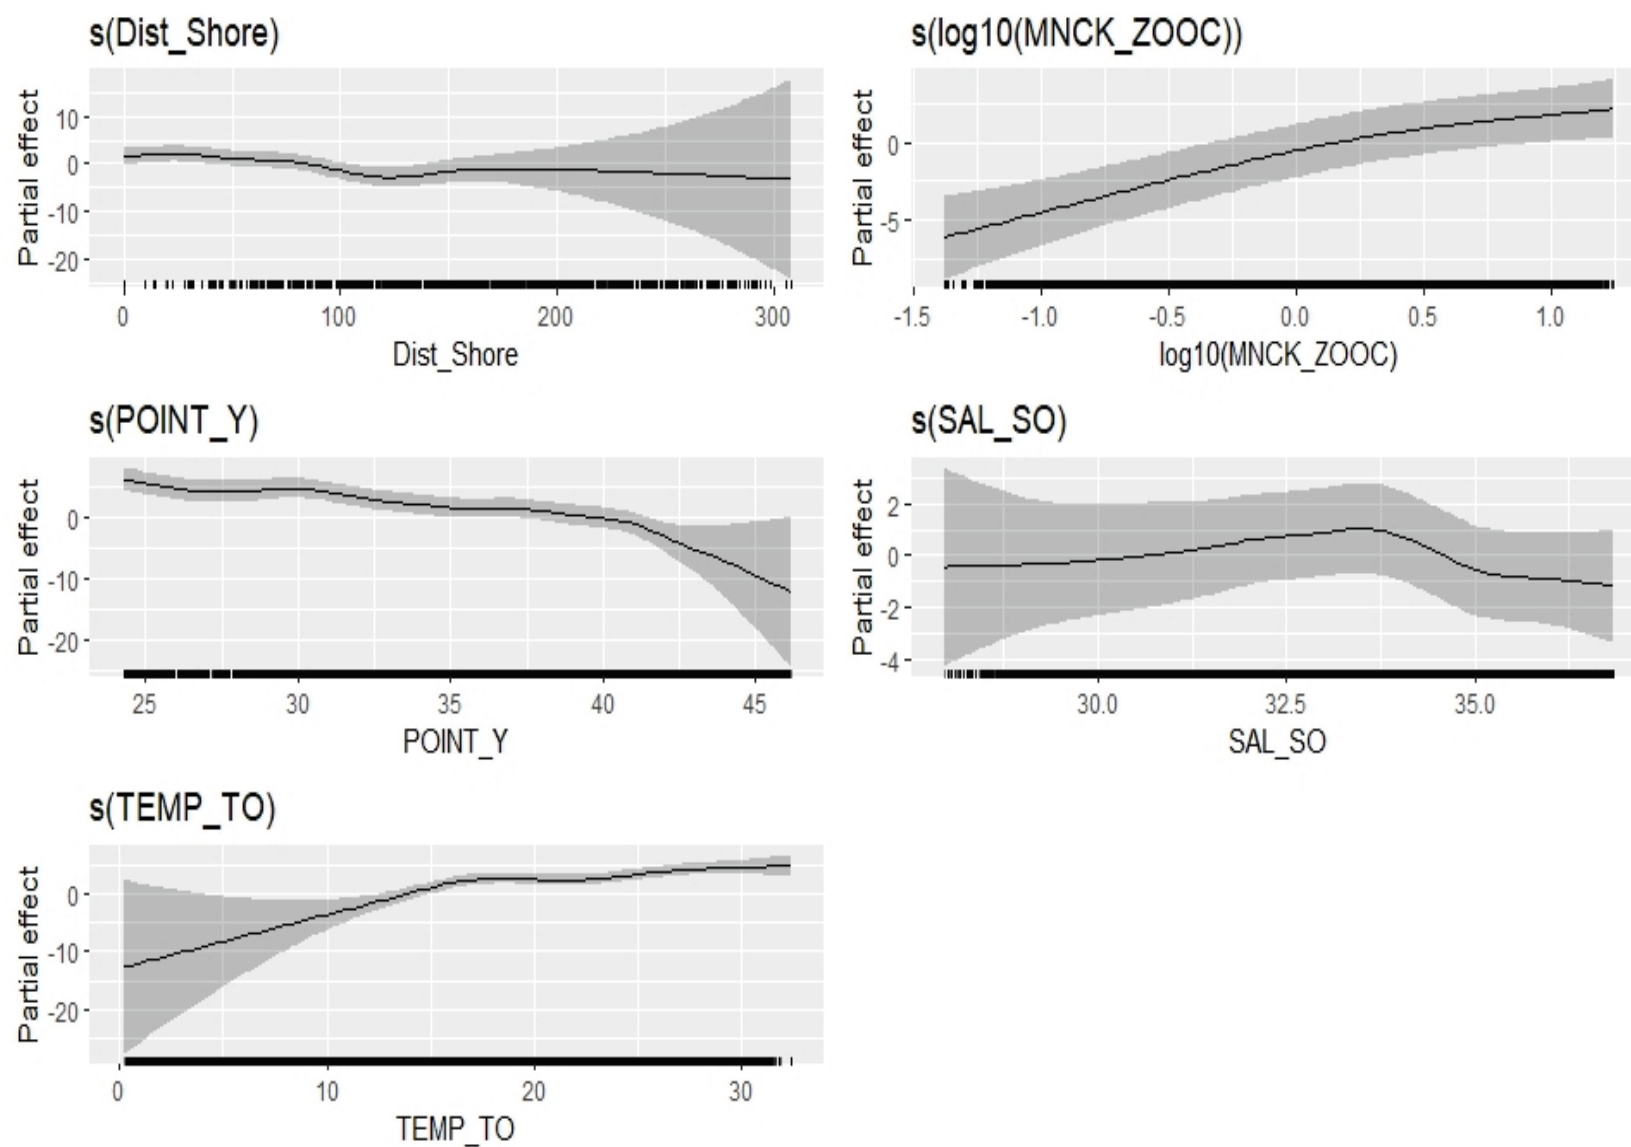 s(Dist_Shore)
Partial effect
10
0
-10
-20
0 100 200 300
Dist_Shore
s(log10(MNCK_ZOOC))
Partial effect
0
-5
-1.5 -1.0 -0.5 0.0 0.5 1.0
log10(MNCK_ZOOC)
s(POINT_Y)
Partial effect
0
-10
-20
25 30 35 40 45
POINT_Y
s(SAL_SO)
Partial effect
2
0
-2
-4
30.0 32.5 35.0
SAL_SO
s(TEMP_TO)
Partial effect
0
-10
-20
0 10 20 30
TEMP_TO